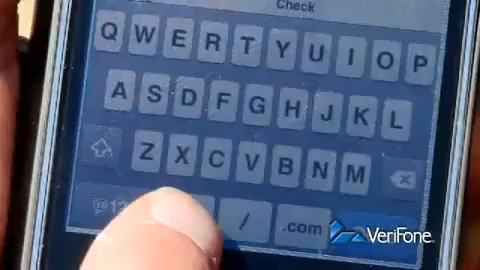 Check
Q W E R T Y U I O P
A S D F G H J K L
Z X C V B N M
/ .com
VeriFone